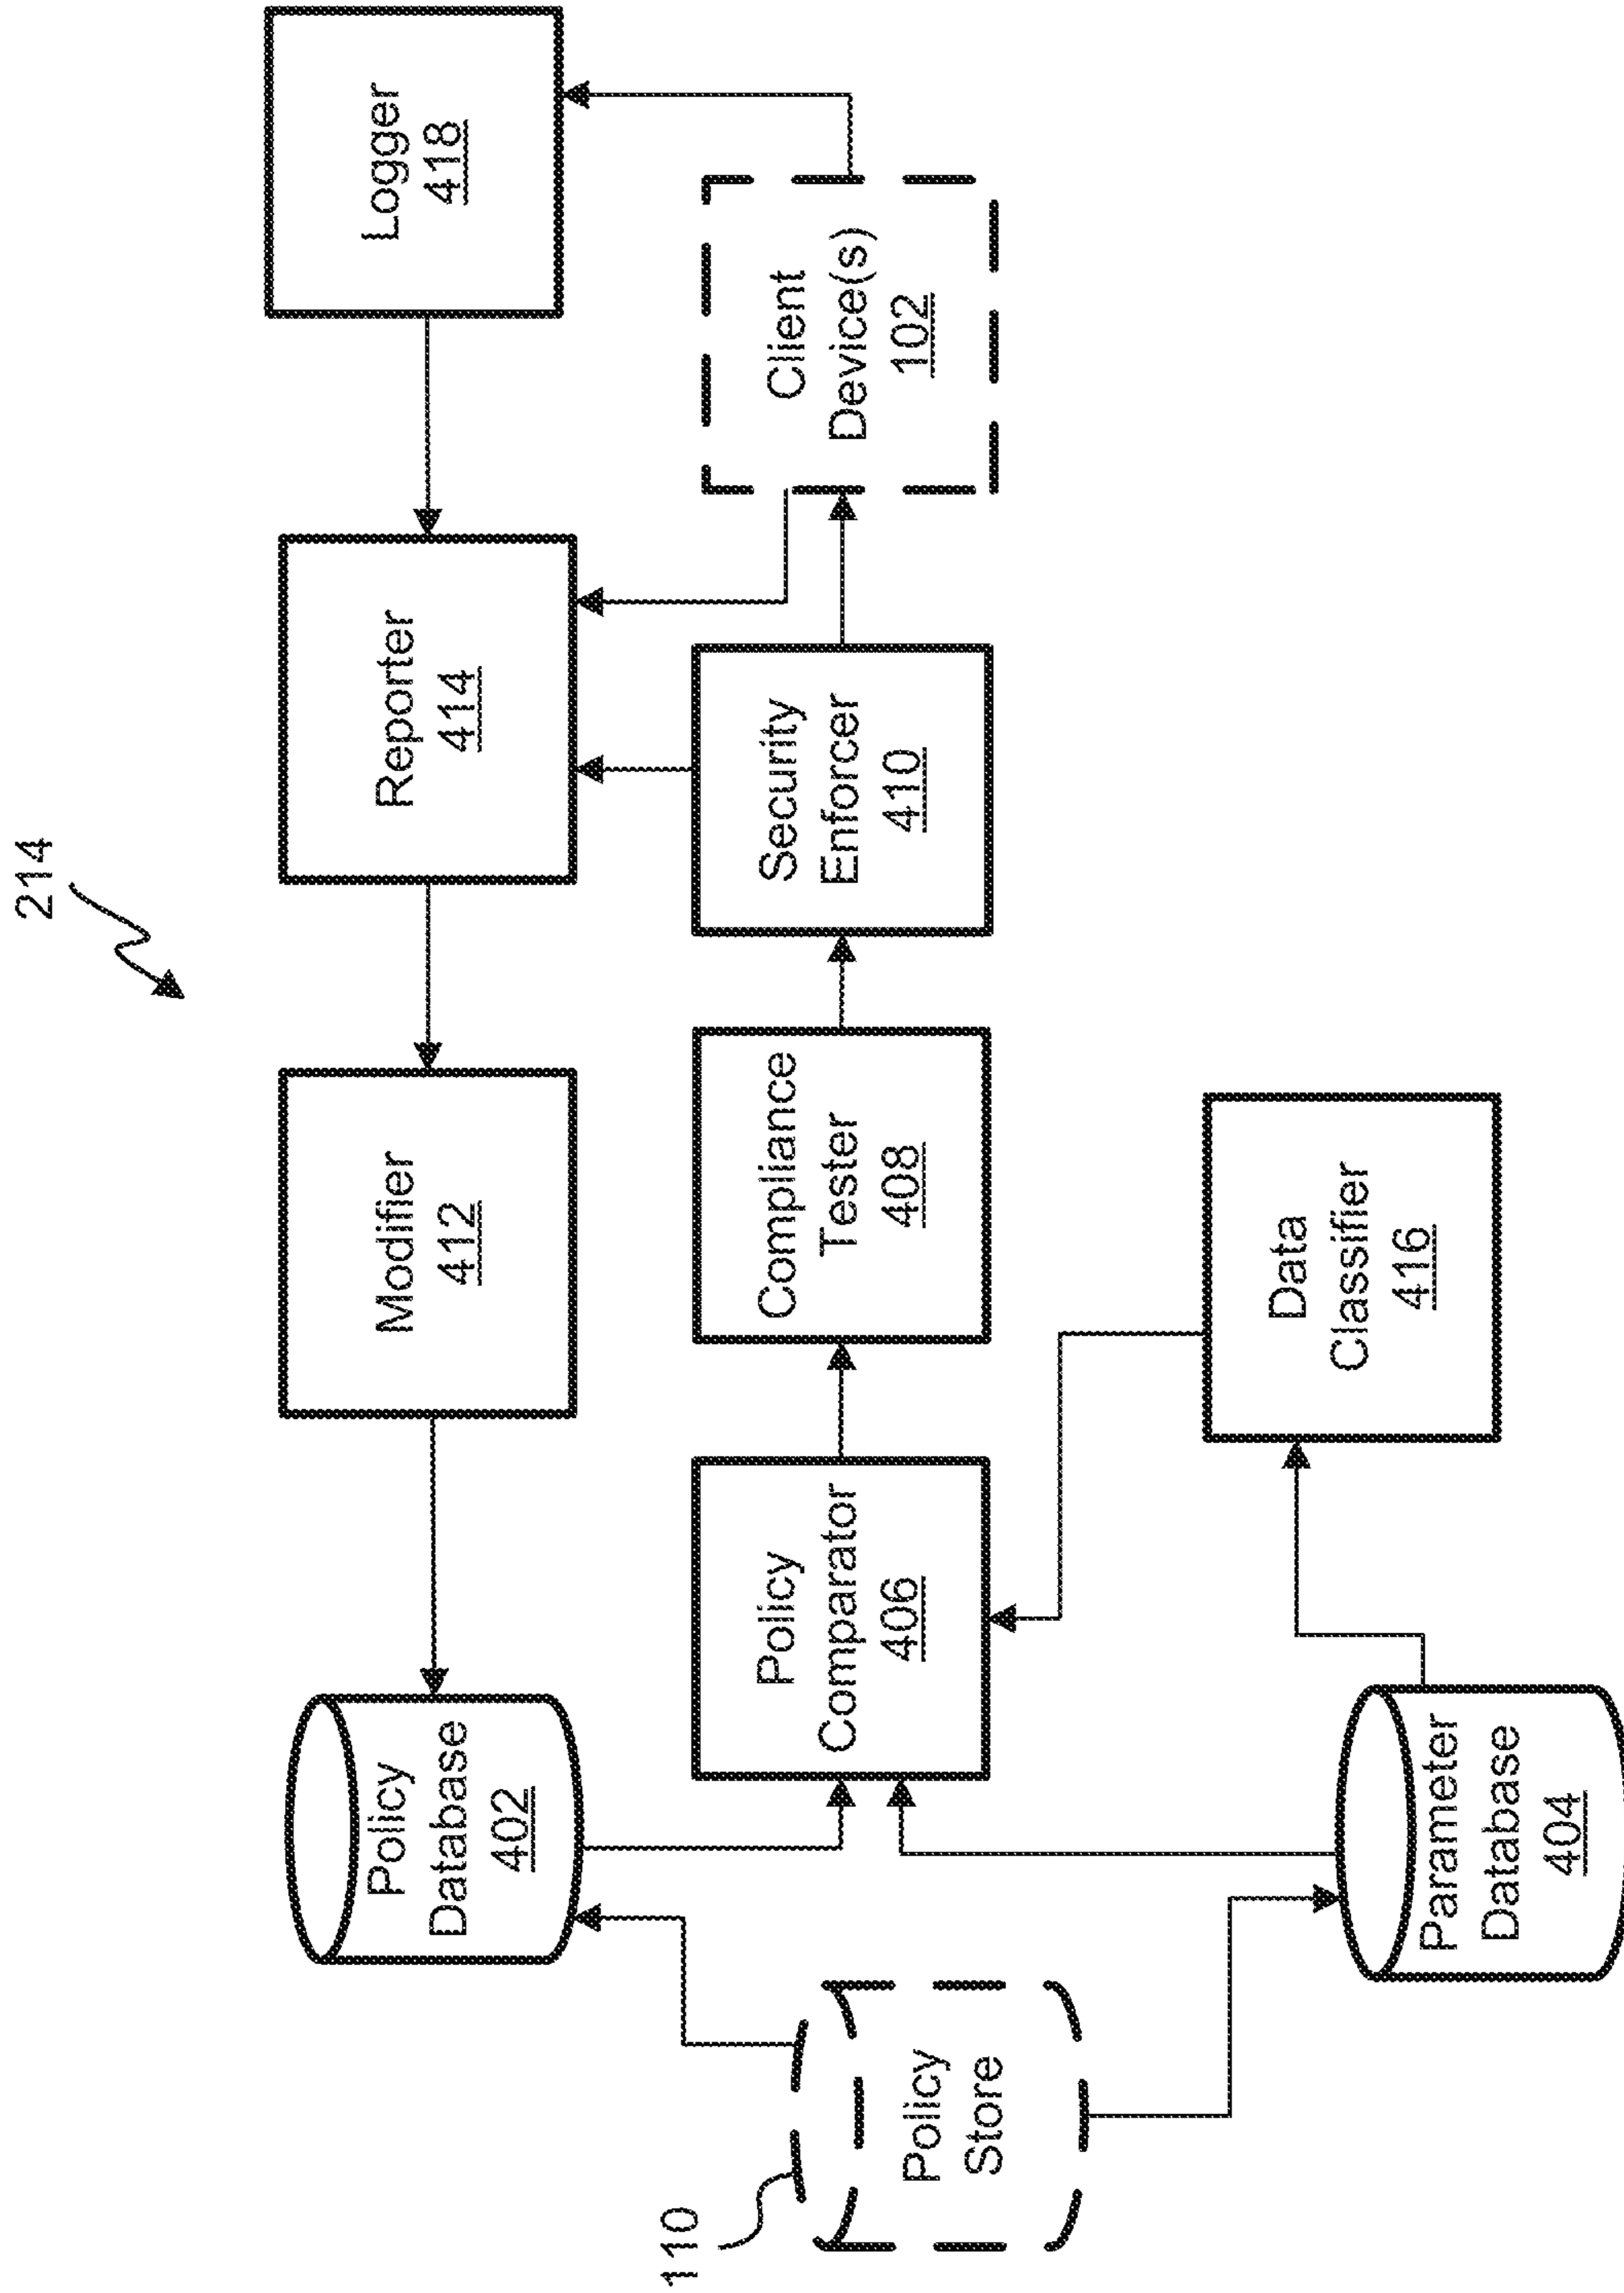 214
Policy
Database
402
Modifier
412
Reporter
414
Logger
418
110
Policy
Store
Policy
Comparator
406
Compliance
Tester
408
Security
Enforcer
410
Client
Device(s)
102
Parameter
Database
404
Data
Classifier
416